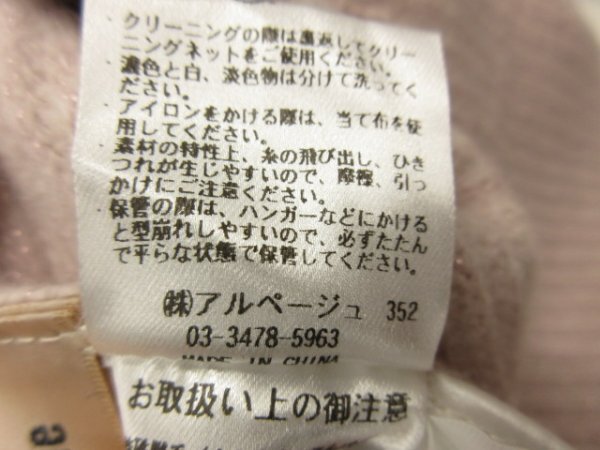 クリーニングの際は裏返してクリー
ニングネットをご使用ください。
濃色と白、淡色物は分けて洗ってく
ださい。
アイロンをかける際は、当て布を使
用してください。
素材の特性上、糸の飛び出し、ひき
つれが生じやすいので、摩擦、引っ
かけにご注意ください。
保管の際は、ハンガーなどにかける
と型崩れしやすいので、必ずたたん
で平らな状態で保管してください。
㈱アルページュ 352
03-3478-5963
MADE IN CHINA
お取扱い上の御注意